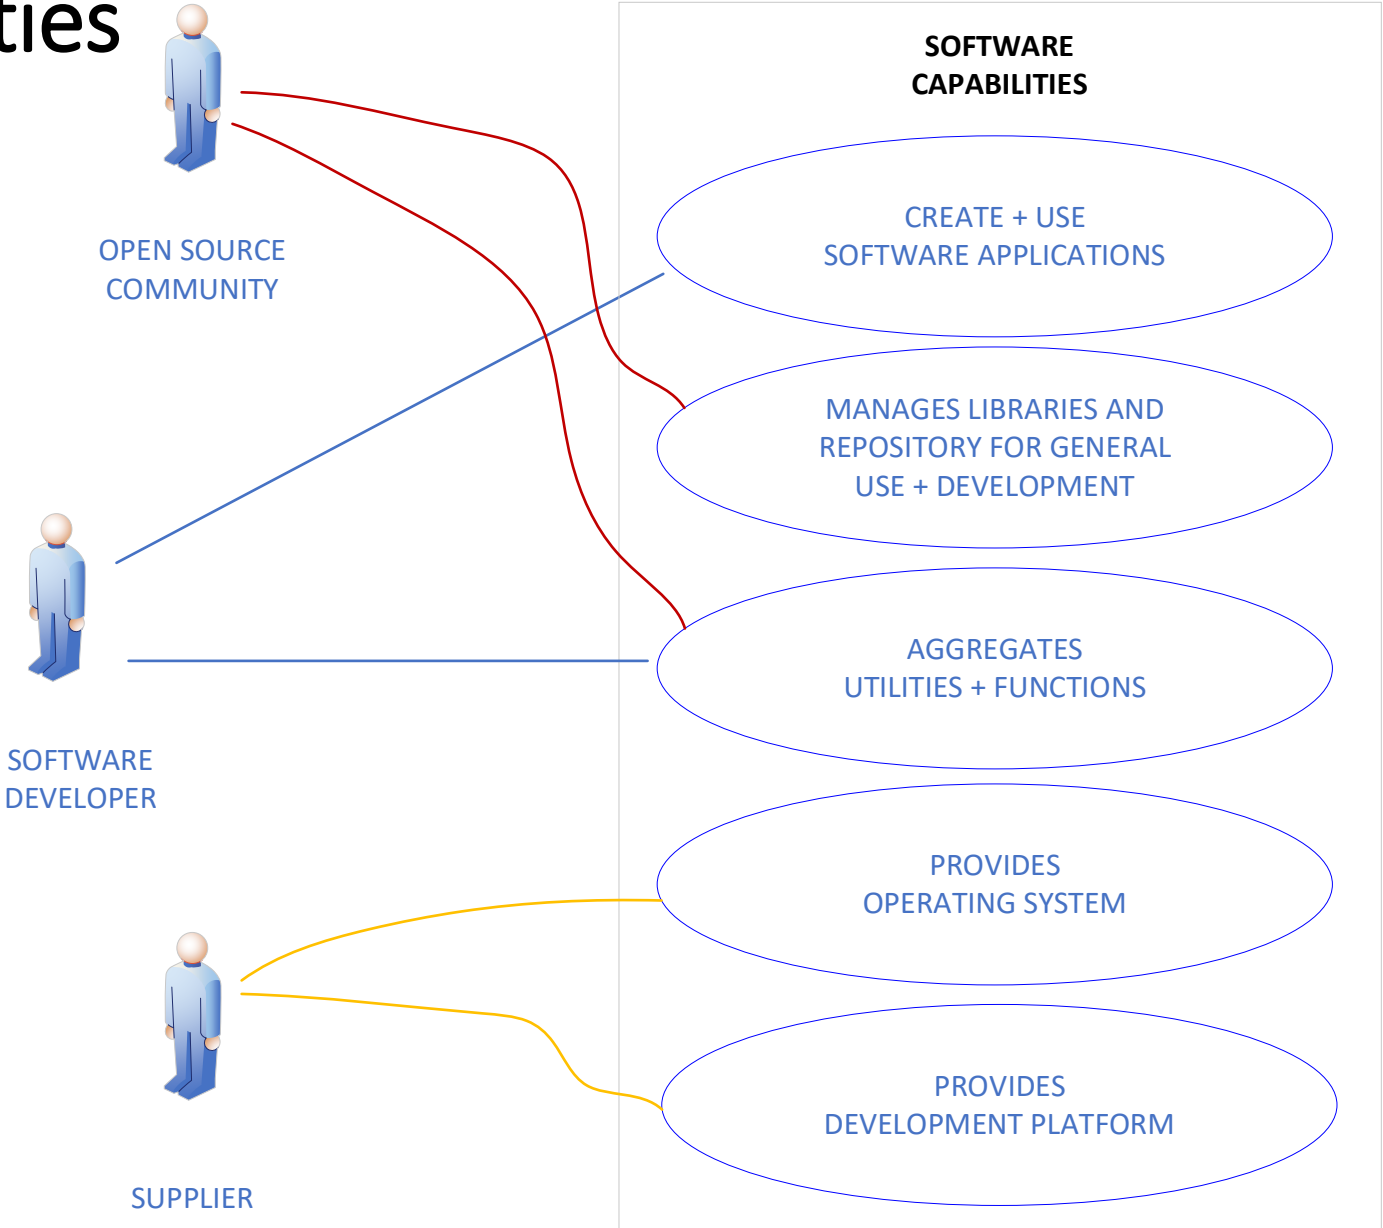 ties
OPEN SOURCE
COMMUNITY
SOFTWARE
DEVELOPER
SUPPLIER
SOFTWARE
CAPABILITIES
CREATE + USE
SOFTWARE APPLICATIONS
MANAGES LIBRARIES AND
REPOSITORY FOR GENERAL
USE + DEVELOPMENT
AGGREGATES
UTILITIES + FUNCTIONS
PROVIDES
OPERATING SYSTEM
PROVIDES
DEVELOPMENT PLATFORM